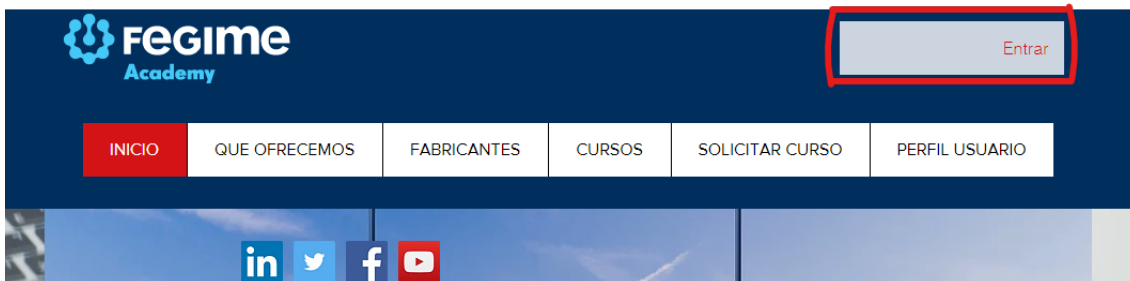 FEGIME
Academy
Entrar
INICIO
QUE OFRECEMOS
FABRICANTES
CURSOS
SOLICITAR CURSO
PERFIL USUARIO
in
f